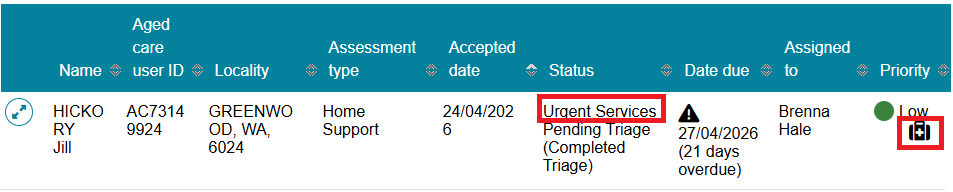 Name
Aged
care
user ID
Locality
Assessment
type
Accepted
date
Status
Date due
Assigned
to
Priority
HICKO
RY
Jill
AC7314
9924
GREENWO
OD, WA,
6024
Home
Support
24/04/202
6
Urgent Services
Pending Triage
(Completed
Triage)
27/04/2026
(21 days
overdue)
Brenna
Hale
Low